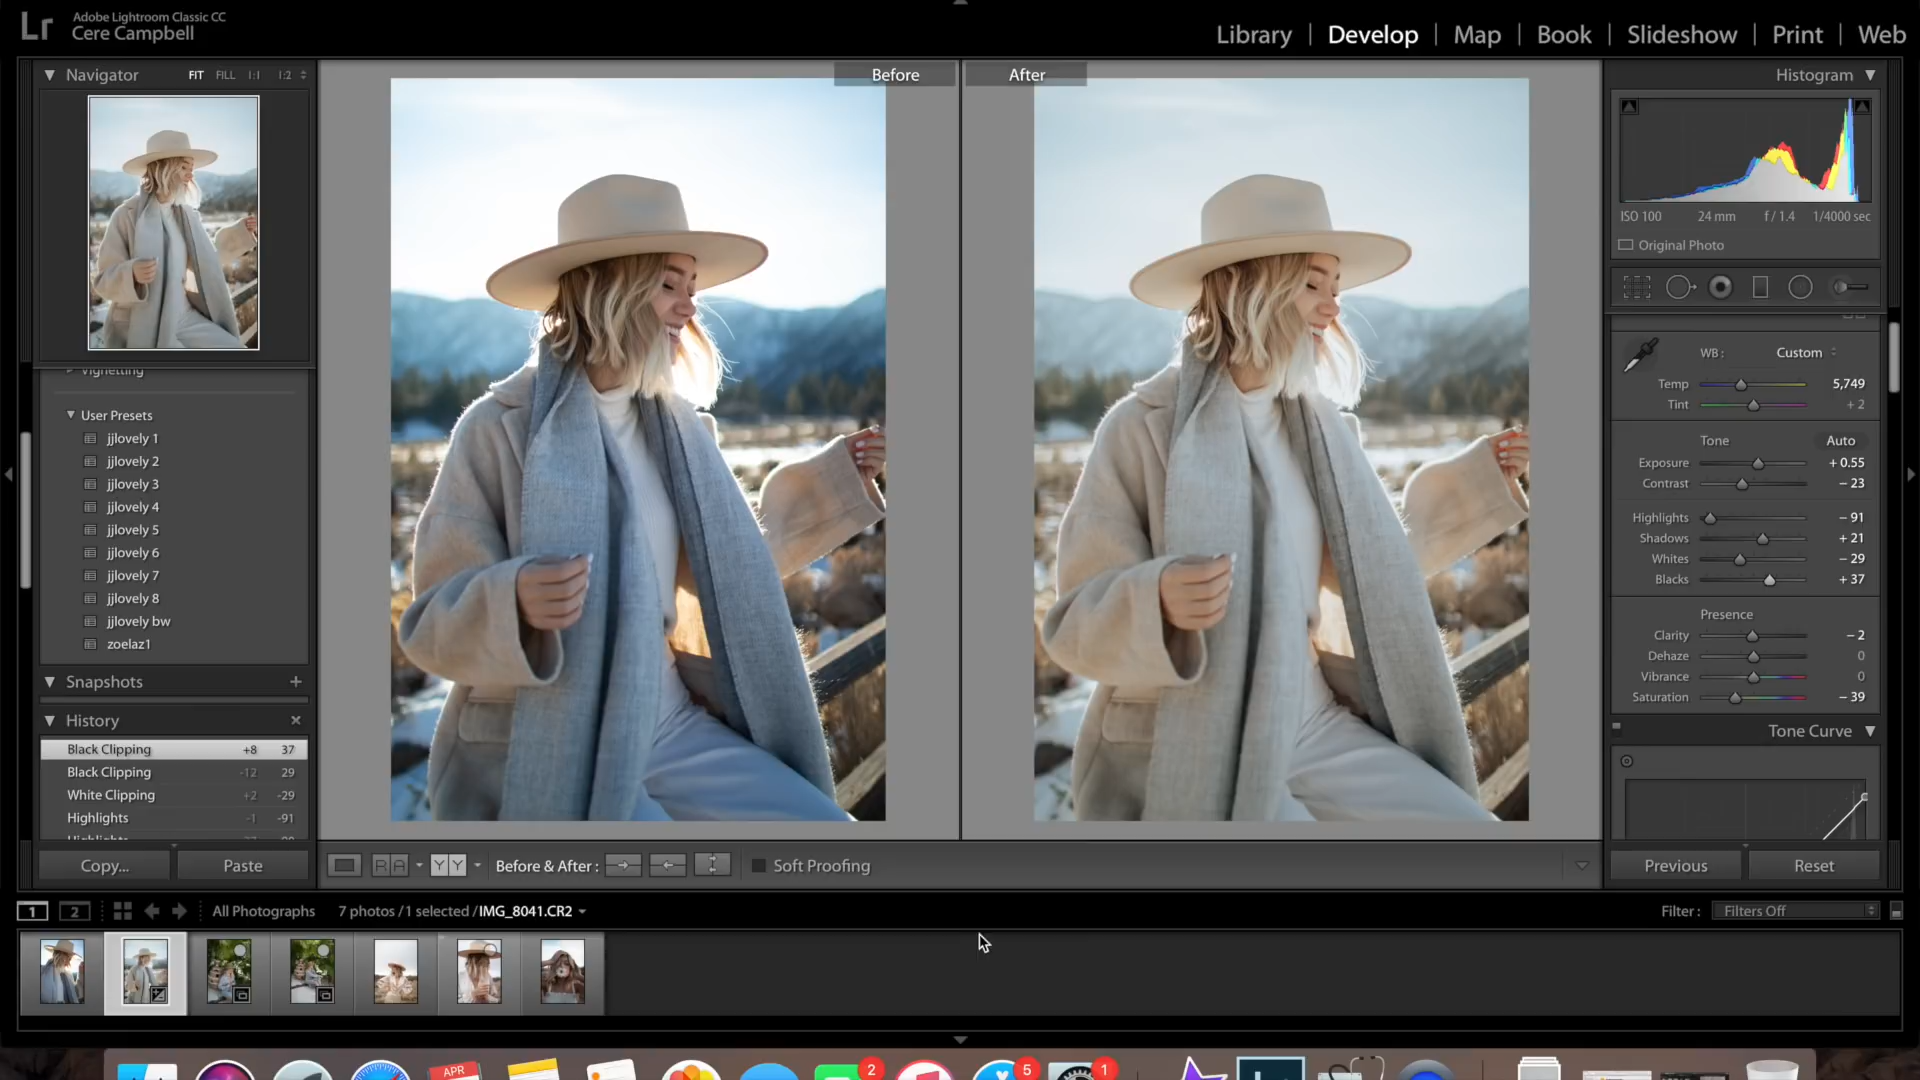 Lr
Adobe Lightroom Classic CC
Cere Campbell
Library | Develop | Map | Book | Slideshow | Print | Web
Navigator FIT FILL 1:1 1:2
Vignetting
User Presets
jjlovely 1
jjlovely 2
jjlovely 3
jjlovely 4
jjlovely 5
jjlovely 6
jjlovely 7
jjlovely 8
jjlovely bw
zoelaz1
Snapshots +
History ×
Black Clipping +8 37
Black Clipping -12 29
White Clipping +2 -29
Highlights -1 -91
Copy... Paste
Before After
Histogram
ISO 100 24 mm f / 1.4 1/4000 sec
Original Photo
WB : Custom
Temp 5,749
Tint + 2
Tone Auto
Exposure + 0.55
Contrast − 23
Highlights − 91
Shadows + 21
Whites − 29
Blacks + 37
Presence
Clarity − 2
Dehaze 0
Vibrance 0
Saturation − 39
Tone Curve
Previous Reset
R A Y Y Before & After : Soft Proofing
1 2 All Photographs 7 photos / 1 selected / IMG_8041.CR2
Filter : Filters Off
APR 2 5 1